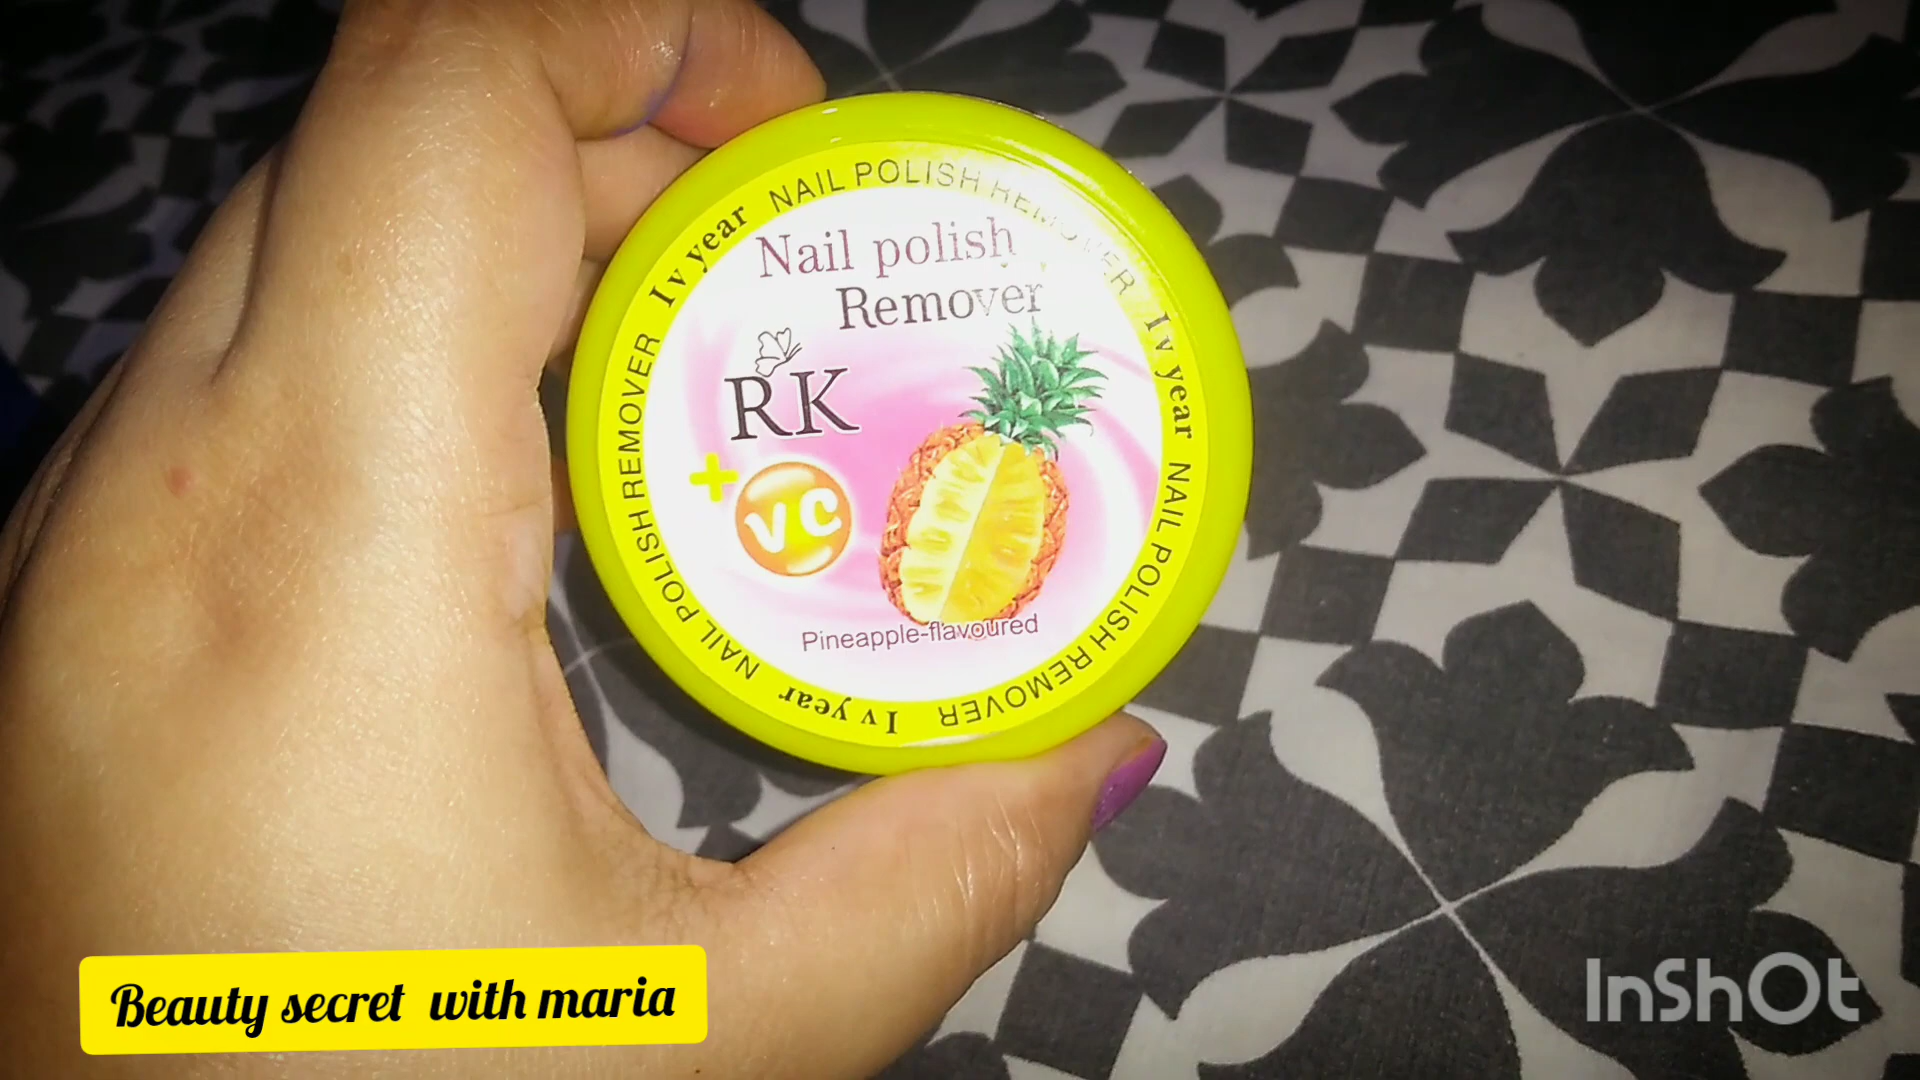 NAIL POLISH REMOVER Iv year NAIL POLISH REMOVER Iv year NAIL POLISH REMOVER Iv year
Nail polish
Remover
RK
+ VC
Pineapple-flavoured
Beauty secret with maria
InShOt